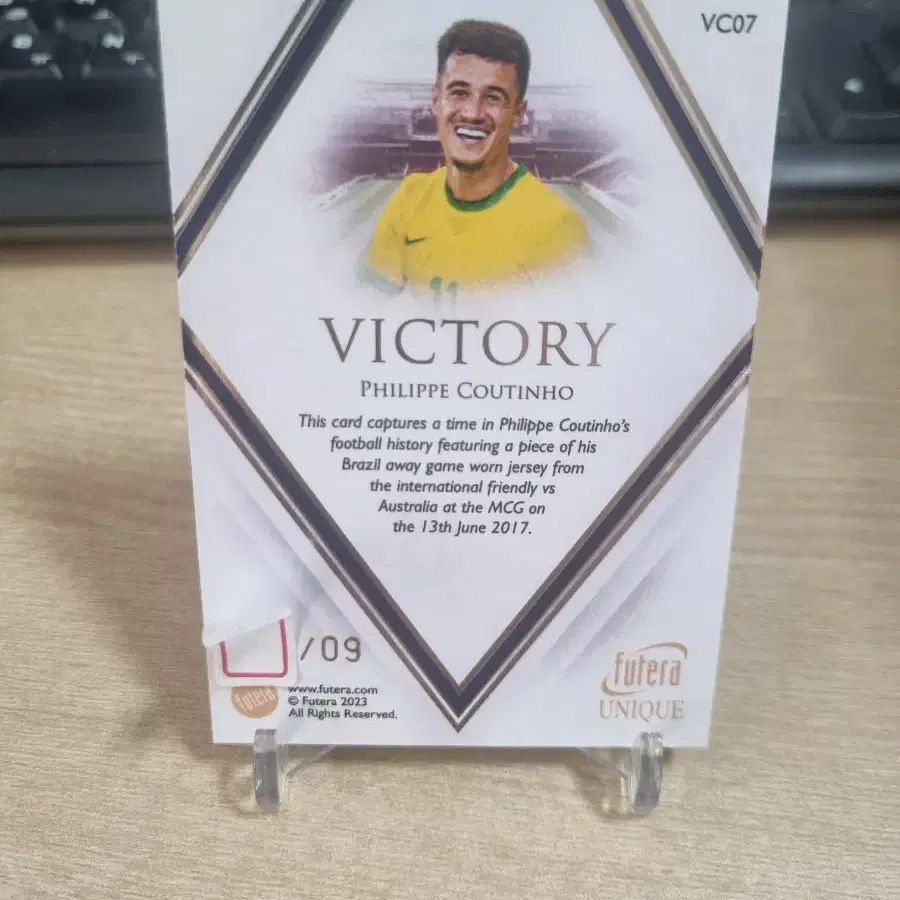 VC07
11
VICTORY
PHILIPPE COUTINHO
This card captures a time in Philippe Coutinho's
football history featuring a piece of his
Brazil away game worn jersey from
the international friendly vs
Australia at the MCG on
the 13th June 2017.
/09
futera
www.futera.com
© Futera 2023
All Rights Reserved.
futera
UNIQUE